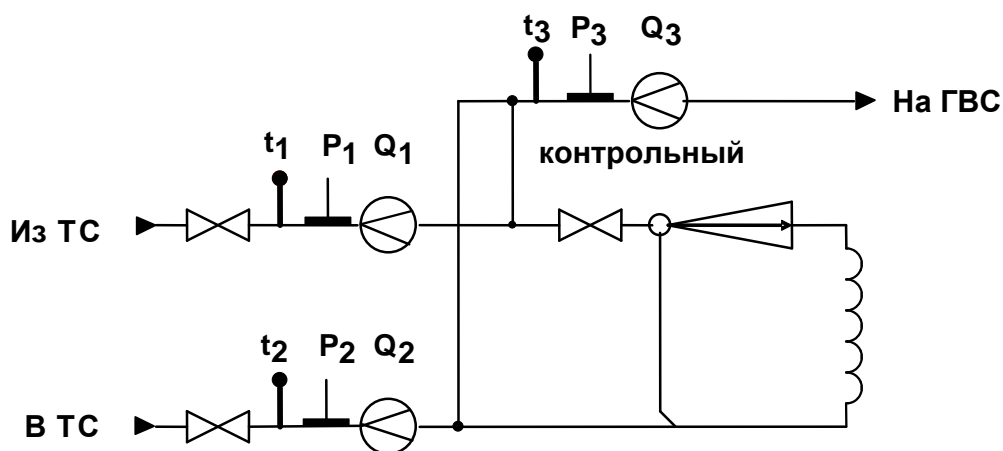 t3 P3 Q3
На ГВС
контрольный
t1 P1 Q1
Из ТС
t2 P2 Q2
В ТС